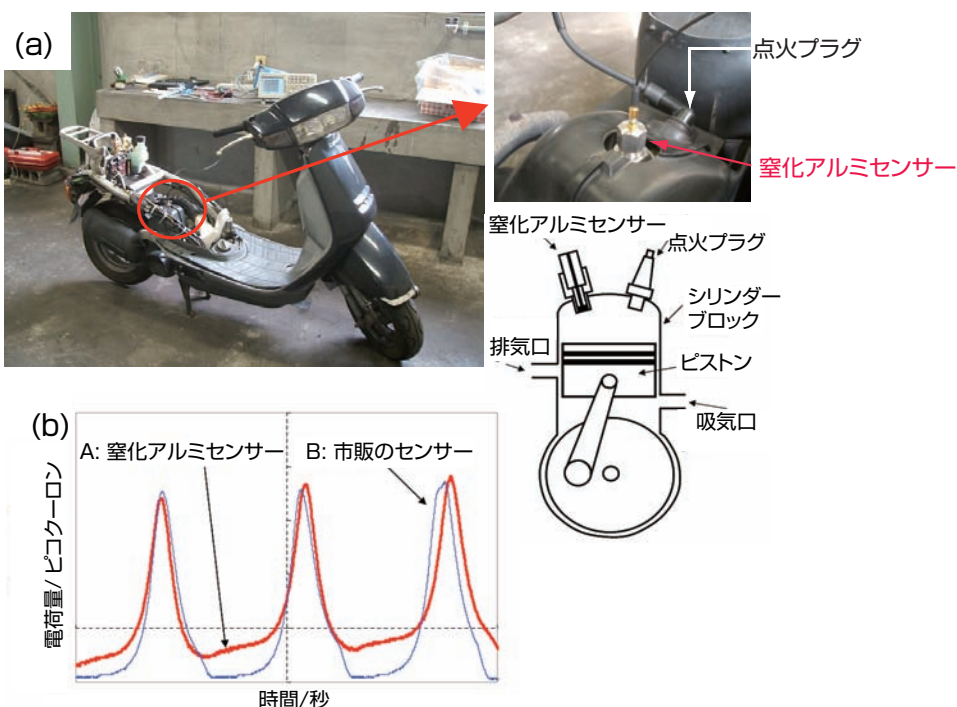 (a)
点火プラグ
窒化アルミセンサー
窒化アルミセンサー
点火プラグ
シリンダー
ブロック
排気口
ピストン
吸気口
(b)
A: 窒化アルミセンサー
B: 市販のセンサー
電荷量/ピコクーロン
時間/秒